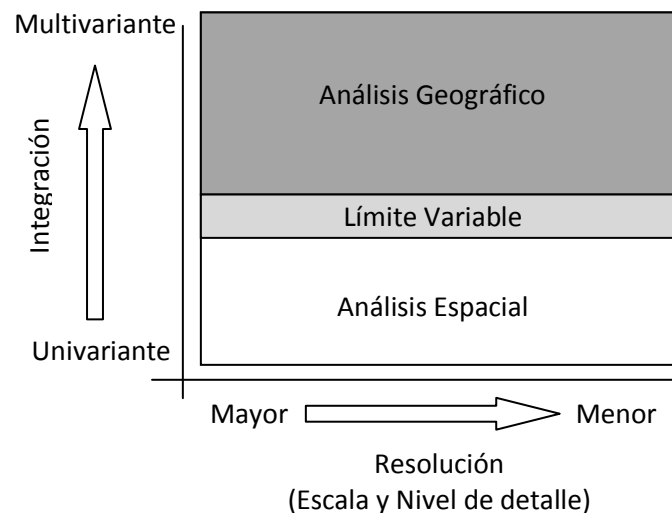 Multivariante
Análisis Geográfico
Integración
Límite Variable
Análisis Espacial
Univariante
Mayor
Menor
Resolución
(Escala y Nivel de detalle)